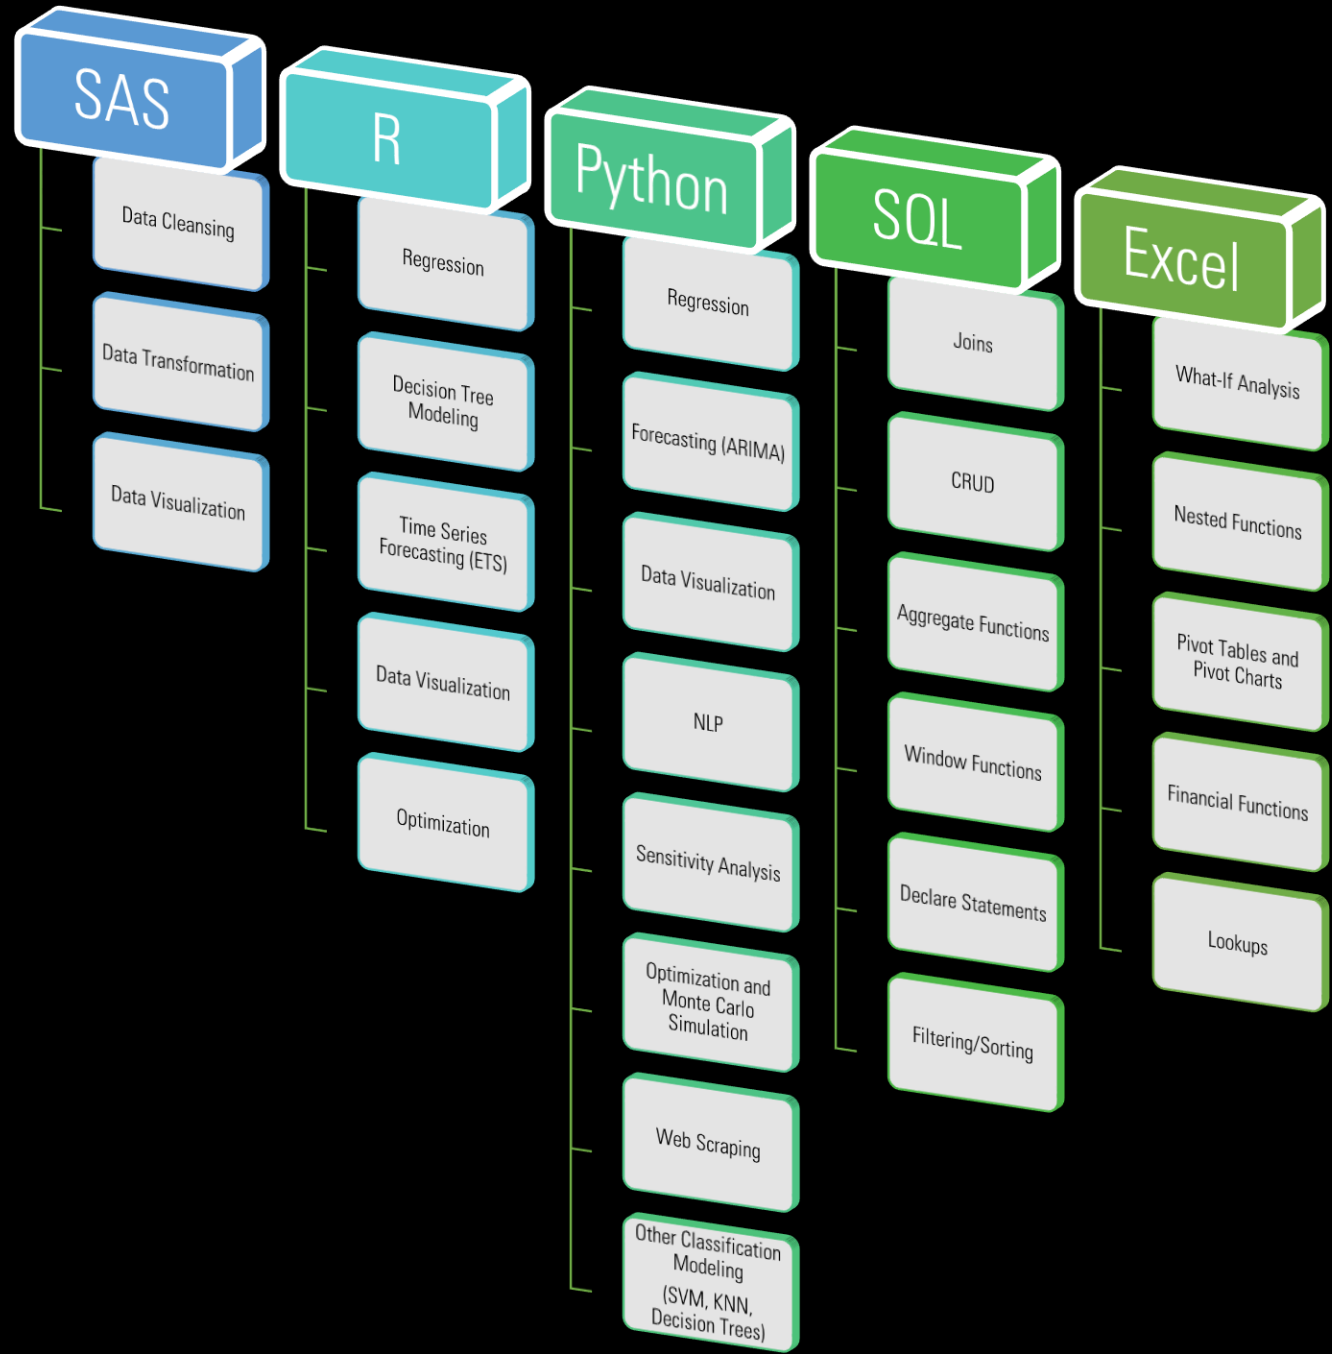 SAS
Data Cleansing
Data Transformation
Data Visualization
R
Regression
Decision Tree
Modeling
Time Series
Forecasting (ETS)
Data Visualization
Optimization
Python
Regression
Forecasting (ARIMA)
Data Visualization
NLP
Sensitivity Analysis
Optimization and
Monte Carlo
Simulation
Web Scraping
Other Classification
Modeling
(SVM, KNN,
Decision Trees)
SQL
Joins
CRUD
Aggregate Functions
Window Functions
Declare Statements
Filtering/Sorting
Excel
What-If Analysis
Nested Functions
Pivot Tables and
Pivot Charts
Financial Functions
Lookups